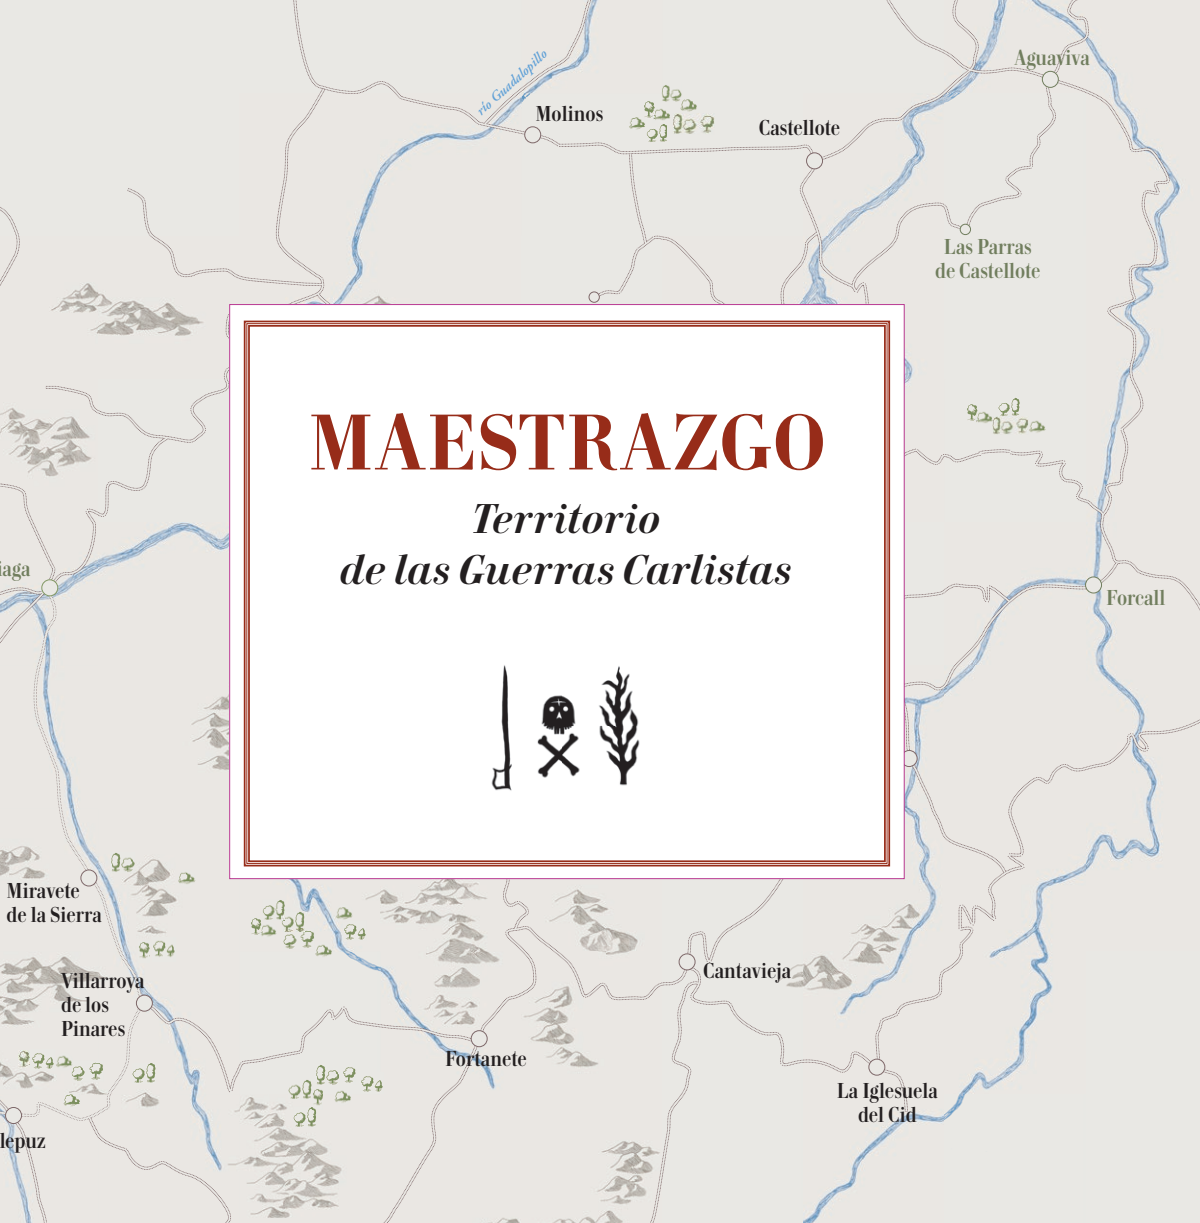 río Guadalopillo
Molinos
Castellote
Aguaviva
Las Parras
de Castellote
MAESTRAZGO
Territorio
de las Guerras Carlistas
iaga
Forcall
Miravete
de la Sierra
Villarroya
de los
Pinares
Cantavieja
Fortanete
La Iglesuela
del Cid
lepuz